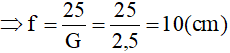 ⇒ f = 25/G = 25/2,5 = 10(cm)